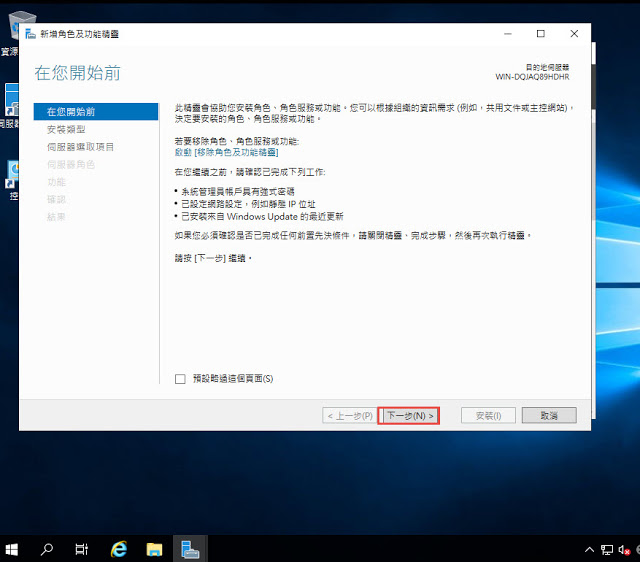 新增角色及功能精靈
在您開始前
目的地伺服器
WIN-DQJAQ89HDHR
在您開始前
安裝類型
伺服器選取項目
伺服器角色
功能
確認
結果
此精靈會協助您安裝角色、角色服務或功能。您可以根據組織的資訊需求 (例如，共用文件或主控網站)，
決定要安裝的角色、角色服務或功能。
若要移除角色、角色服務或功能:
啟動 [移除角色及功能精靈]
在您繼續之前，請確認已完成下列工作:
• 系統管理員帳戶具有強式密碼
• 已設定網路設定，例如靜態 IP 位址
• 已安裝來自 Windows Update 的最近更新
如果您必須確認是否已完成任何前置先決條件，請關閉精靈、完成步驟，然後再次執行精靈。
請按 [下一步] 繼續。
預設略過這個頁面(S)
< 上一步(P)
下一步(N) >
安裝(I)
取消
資源
伺服器
控